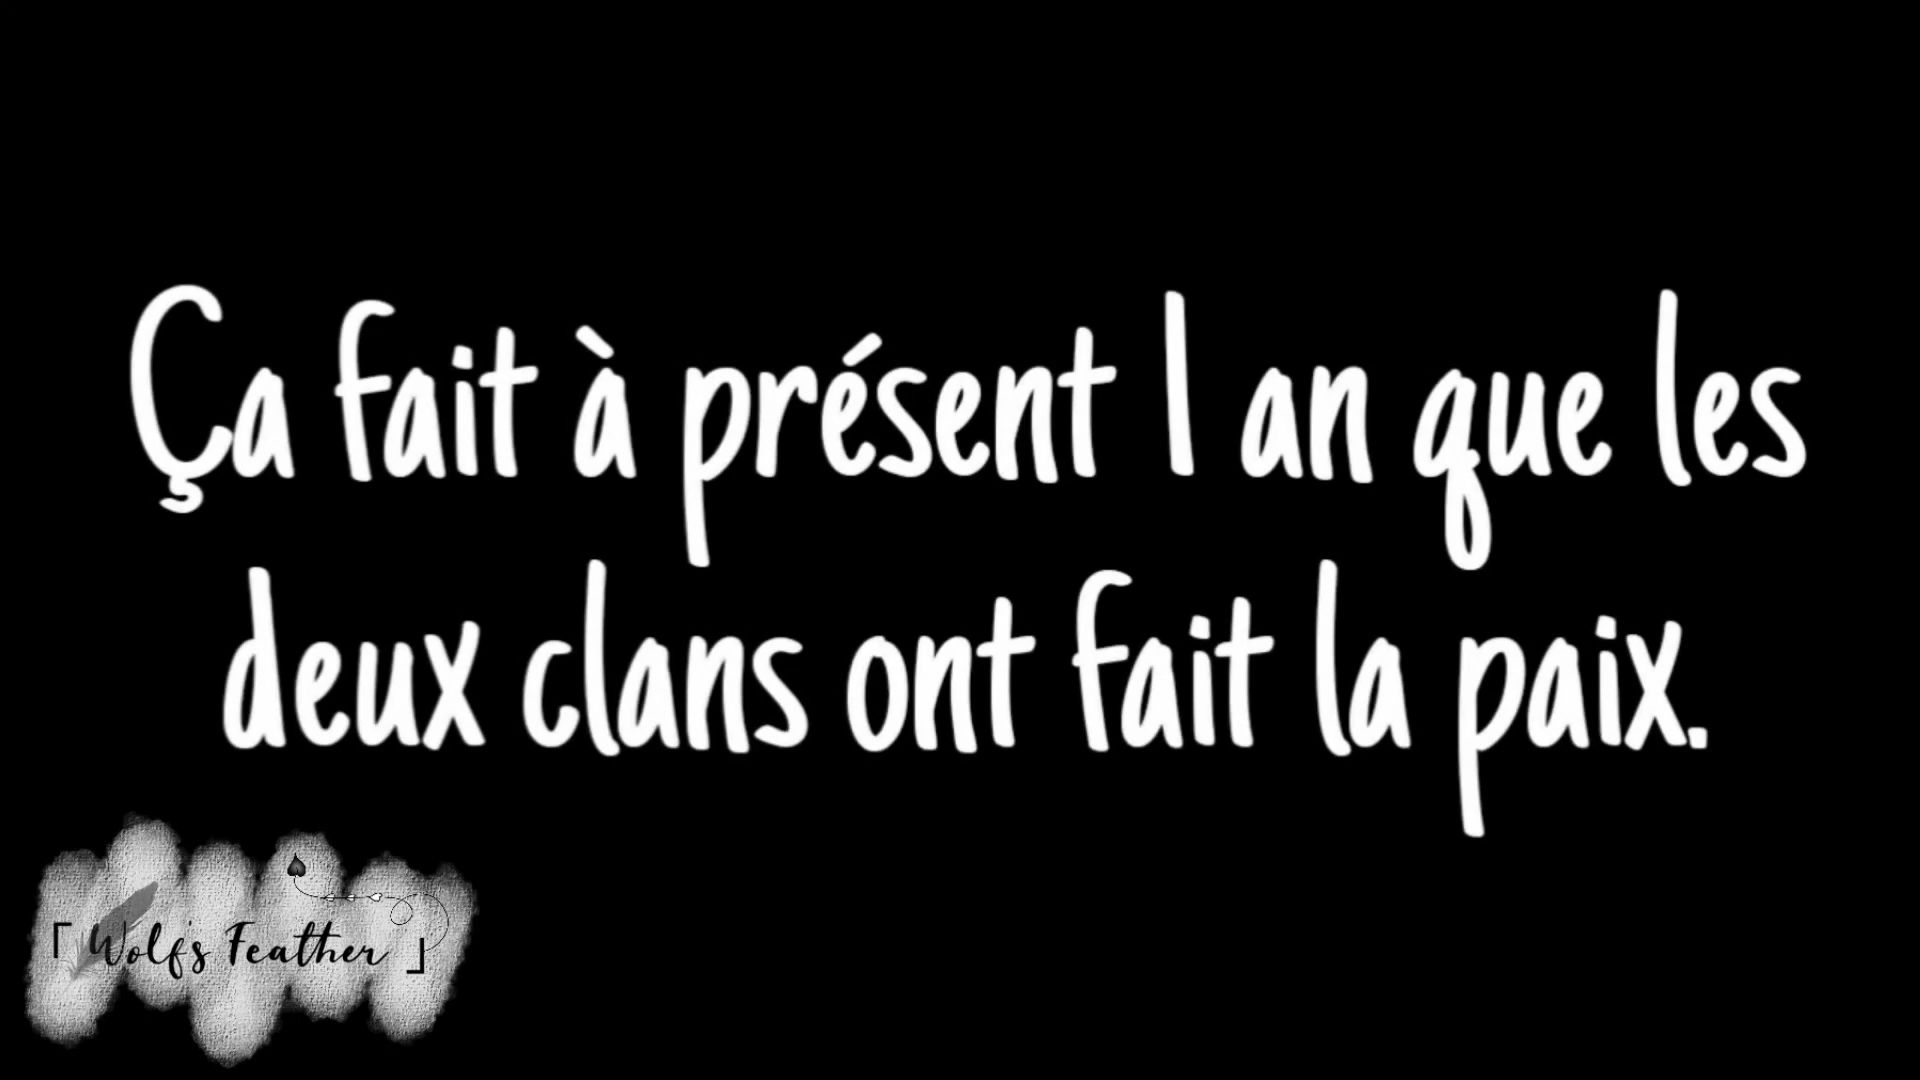 Ça fait à présent 1 an que les
deux clans ont fait la paix.
「 Wolf's Feather 」